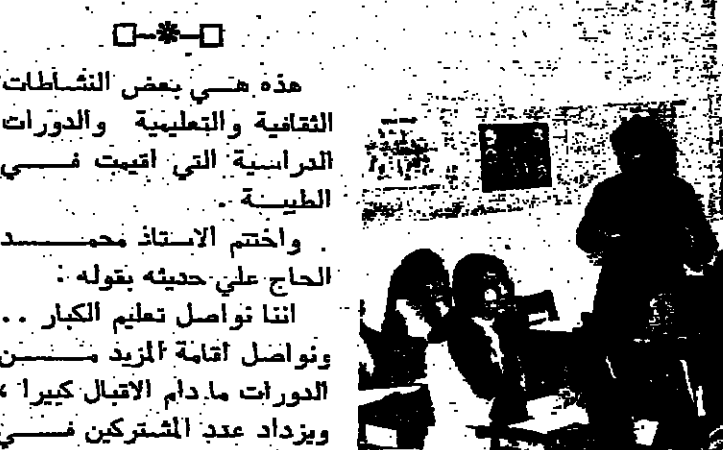 هذه هي بعض النشاطات
الثقافية والتعليمية والدورات
الدراسية التي اقيمت في
الطيبة .
واختتم الاستاذ محمد
الحاج علي حديثه بقوله :
اننا نواصل تعليم الكبار ..
ونواصل اقامة المزيد من
الدورات ما دام الاقبال كبيرا ،
ويزداد عدد المشتركين في